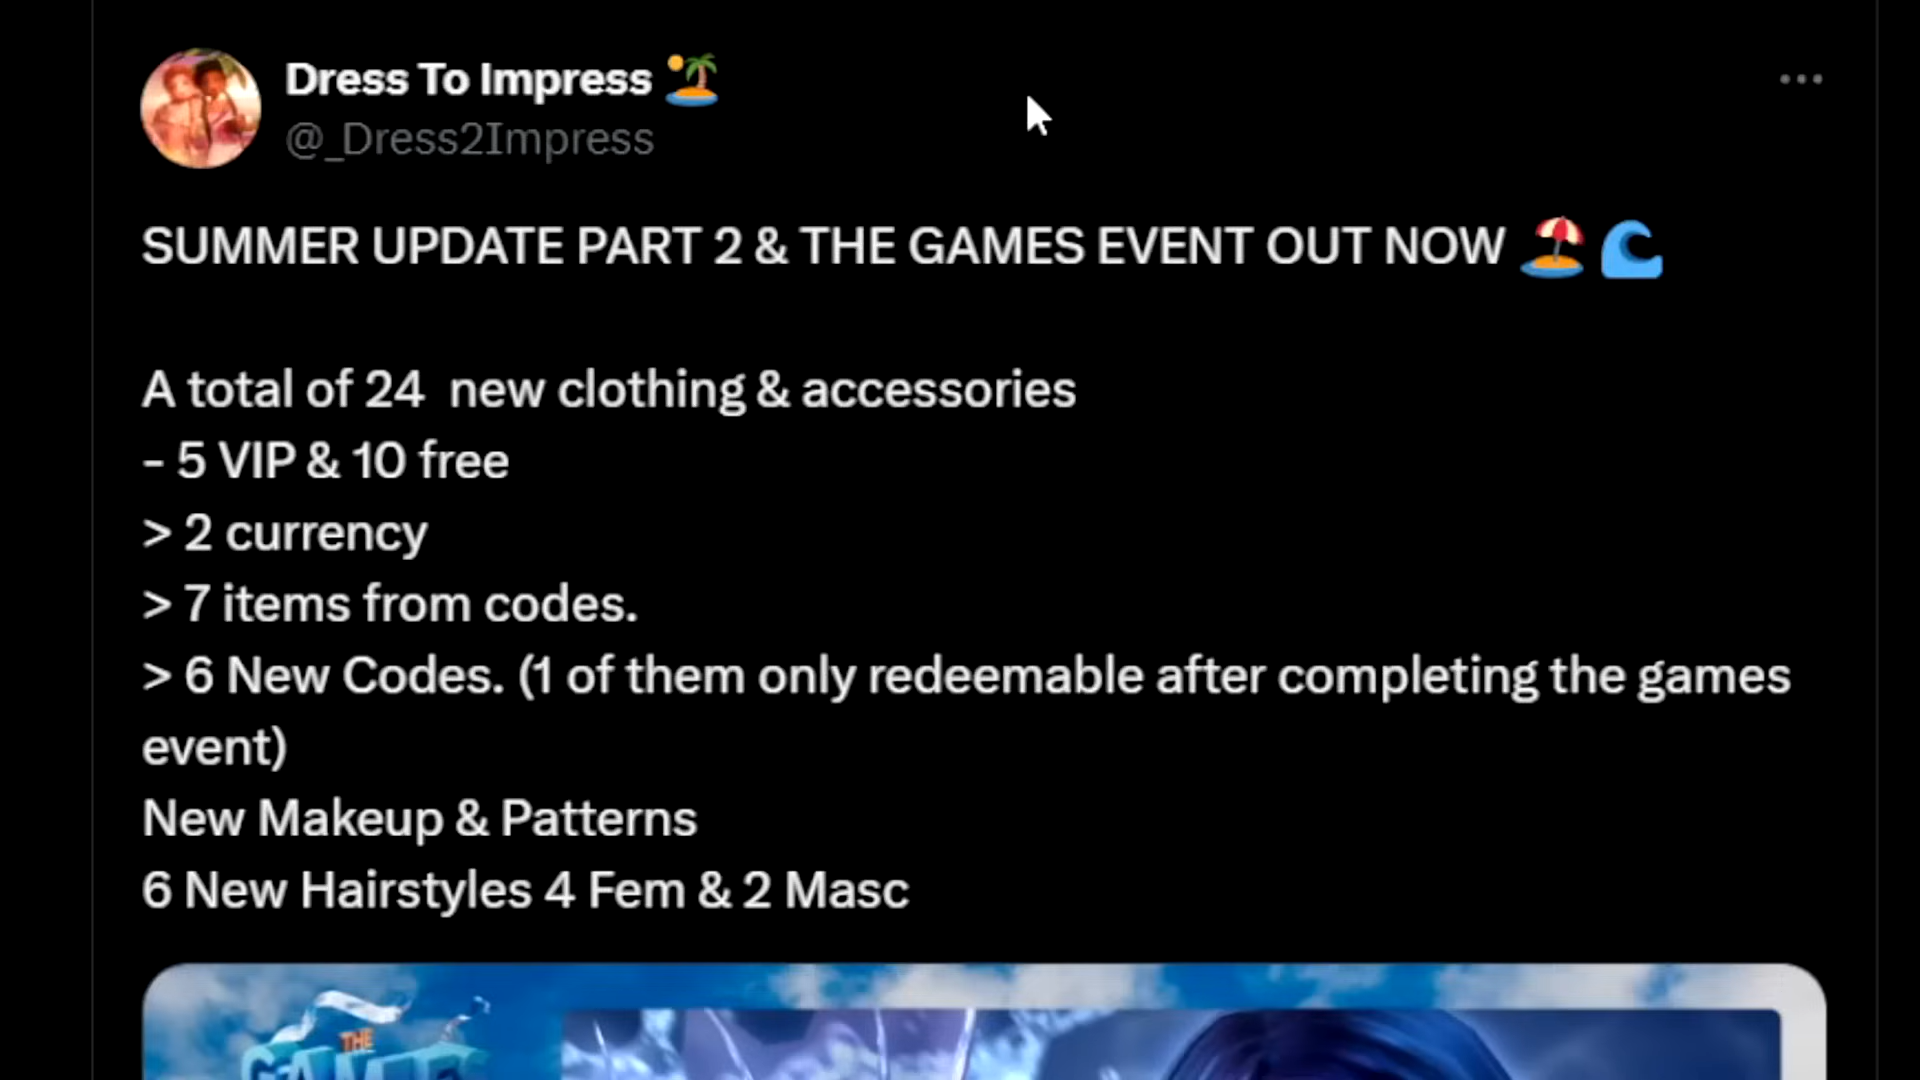 Dress To Impress 🏝️
@_Dress2Impress
SUMMER UPDATE PART 2 & THE GAMES EVENT OUT NOW 🏖️ 🌊
A total of 24  new clothing & accessories
- 5 VIP & 10 free
> 2 currency
> 7 items from codes.
> 6 New Codes. (1 of them only redeemable after completing the games
event)
New Makeup & Patterns
6 New Hairstyles 4 Fem & 2 Masc
THE
GAMES